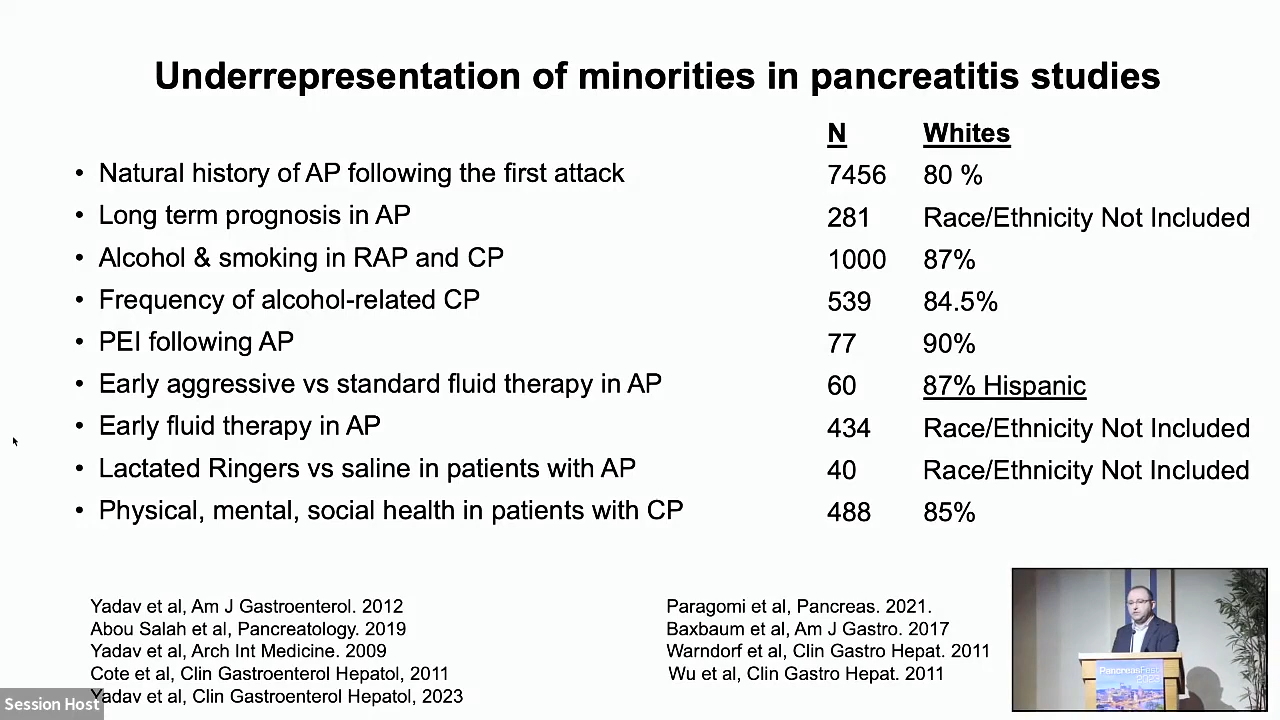 Underrepresentation of minorities in pancreatitis studies
N Whites
• Natural history of AP following the first attack 7456 80 %
• Long term prognosis in AP 281 Race/Ethnicity Not Included
• Alcohol & smoking in RAP and CP 1000 87%
• Frequency of alcohol-related CP 539 84.5%
• PEI following AP 77 90%
• Early aggressive vs standard fluid therapy in AP 60 87% Hispanic
• Early fluid therapy in AP 434 Race/Ethnicity Not Included
• Lactated Ringers vs saline in patients with AP 40 Race/Ethnicity Not Included
• Physical, mental, social health in patients with CP 488 85%
Yadav et al, Am J Gastroenterol. 2012
Abou Salah et al, Pancreatology. 2019
Yadav et al, Arch Int Medicine. 2009
Cote et al, Clin Gastroenterol Hepatol, 2011
Yadav et al, Clin Gastroenterol Hepatol, 2023
Paragomi et al, Pancreas. 2021.
Baxbaum et al, Am J Gastro. 2017
Warndorf et al, Clin Gastro Hepat. 2011
Wu et al, Clin Gastro Hepat. 2011
PancreasFest
2023
Session Host